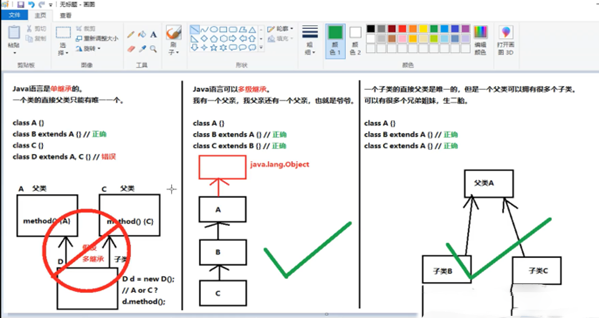 无标题 - 画图
文件
主页
查看
粘贴
剪切
复制
剪贴板
选择
裁剪
重新调整大小
旋转
图像
刷子
工具
轮廓
填充
形状
粗细
颜色 1
颜色 2
颜色
编辑颜色
打开画图 3D
Java语言是单继承的。
一个类的直接父类只能有唯一一个。
class A {}
class B extends A {} // 正确
class C {}
class D extends A, C {} // 错误
A 父类
C 父类
method() {A}
method() {C}
多继承
D
子类
D d = new D();
// A or C ?
d.method();
Java语言可以多级继承。
我有一个父亲，我父亲还有一个父亲，也就是爷爷。
class A {}
class B extends A {} // 正确
class C extends B {} // 正确
java.lang.Object
A
B
C
一个子类的直接父类是唯一的，但是一个父类可以拥有很多个子类。
可以有很多个兄弟姐妹，生二胎。
class A {}
class B extends A {} // 正确
class C extends A {} // 正确
父类A
子类B
子类C